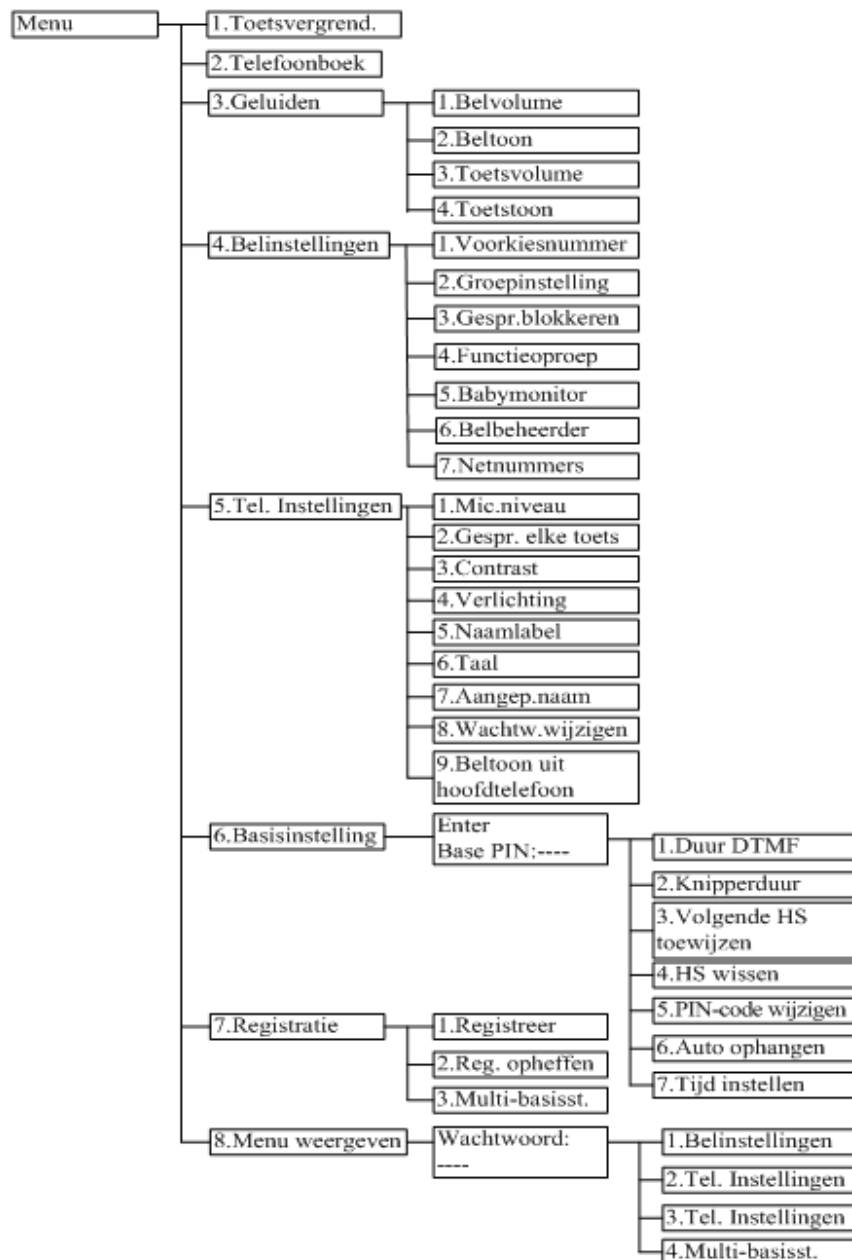 Menu
1.Toetsvergrend.
2.Telefoonboek
3.Geluiden
1.Belvolume
2.Beltoon
3.Toetsvolume
4.Toetstoon
4.Belinstellingen
1.Voorkiesnummer
2.Groepinstelling
3.Gespr.blokkeren
4.Functieoproep
5.Babymonitor
6.Belbeheerder
7.Netnummers
5.Tel. Instellingen
1.Mic.niveau
2.Gespr. elke toets
3.Contrast
4.Verlichting
5.Naamlabel
6.Taal
7.Aangep.naam
8.Wachtw.wijzigen
9.Beltoon uit
hoofdtelefoon
6.Basisinstelling
Enter
Base PIN:----
1.Duur DTMF
2.Knipperduur
3.Volgende HS
toewijzen
4.HS wissen
5.PIN-code wijzigen
6.Auto ophangen
7.Tijd instellen
7.Registratie
1.Registreer
2.Reg. opheffen
3.Multi-basisst.
8.Menu weergeven
Wachtwoord:
----
1.Belinstellingen
2.Tel. Instellingen
3.Tel. Instellingen
4.Multi-basisst.